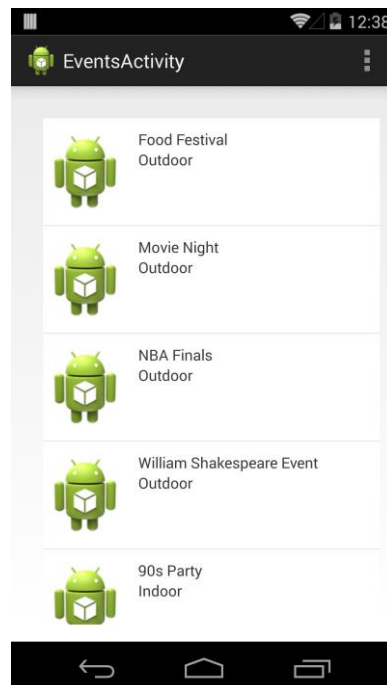 12:38
EventsActivity
Food Festival
Outdoor
Movie Night
Outdoor
NBA Finals
Outdoor
William Shakespeare Event
Outdoor
90s Party
Indoor